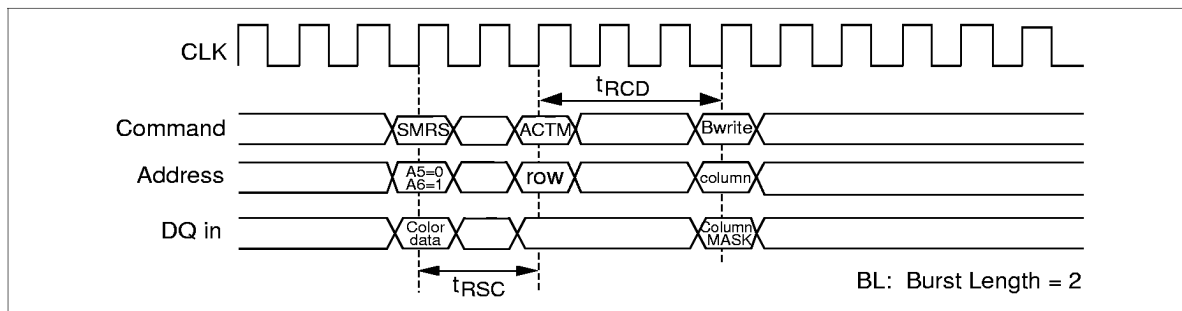 CLK
tRCD
Command SMRS ACTM Bwrite
Address A5=0 A6=1 row column
DQ in Color data Column MASK
tRSC
BL: Burst Length = 2